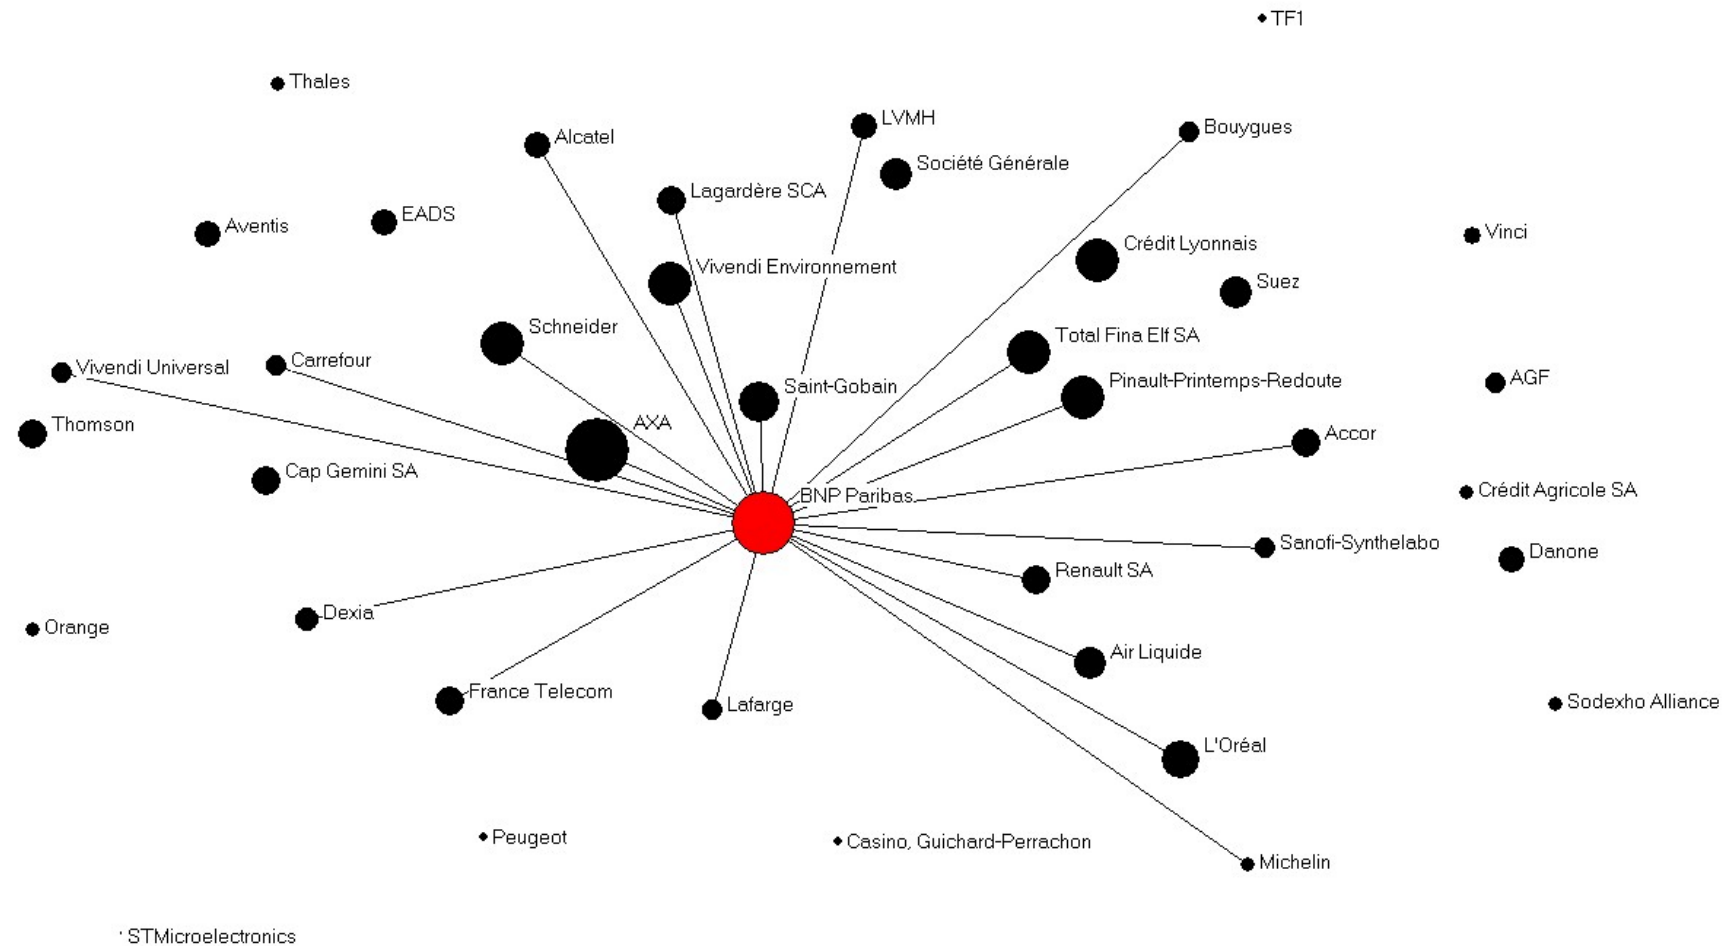 TF1
Thales
LVMH
Bouygues
Alcatel
Société Générale
Lagardère SCA
EADS
Aventis
Vinci
Crédit Lyonnais
Vivendi Environnement
Suez
Schneider
Total Fina Elf SA
Carrefour
Vivendi Universal
AGF
Pinault-Printemps-Redoute
Saint-Gobain
AXA
Thomson
Accor
Cap Gemini SA
Crédit Agricole SA
BNP Paribas
Sanofi-Synthelabo
Danone
Renault SA
Dexia
Orange
Air Liquide
France Telecom
Sodexho Alliance
Lafarge
L'Oréal
Peugeot
Casino, Guichard-Perrachon
Michelin
STMicroelectronics